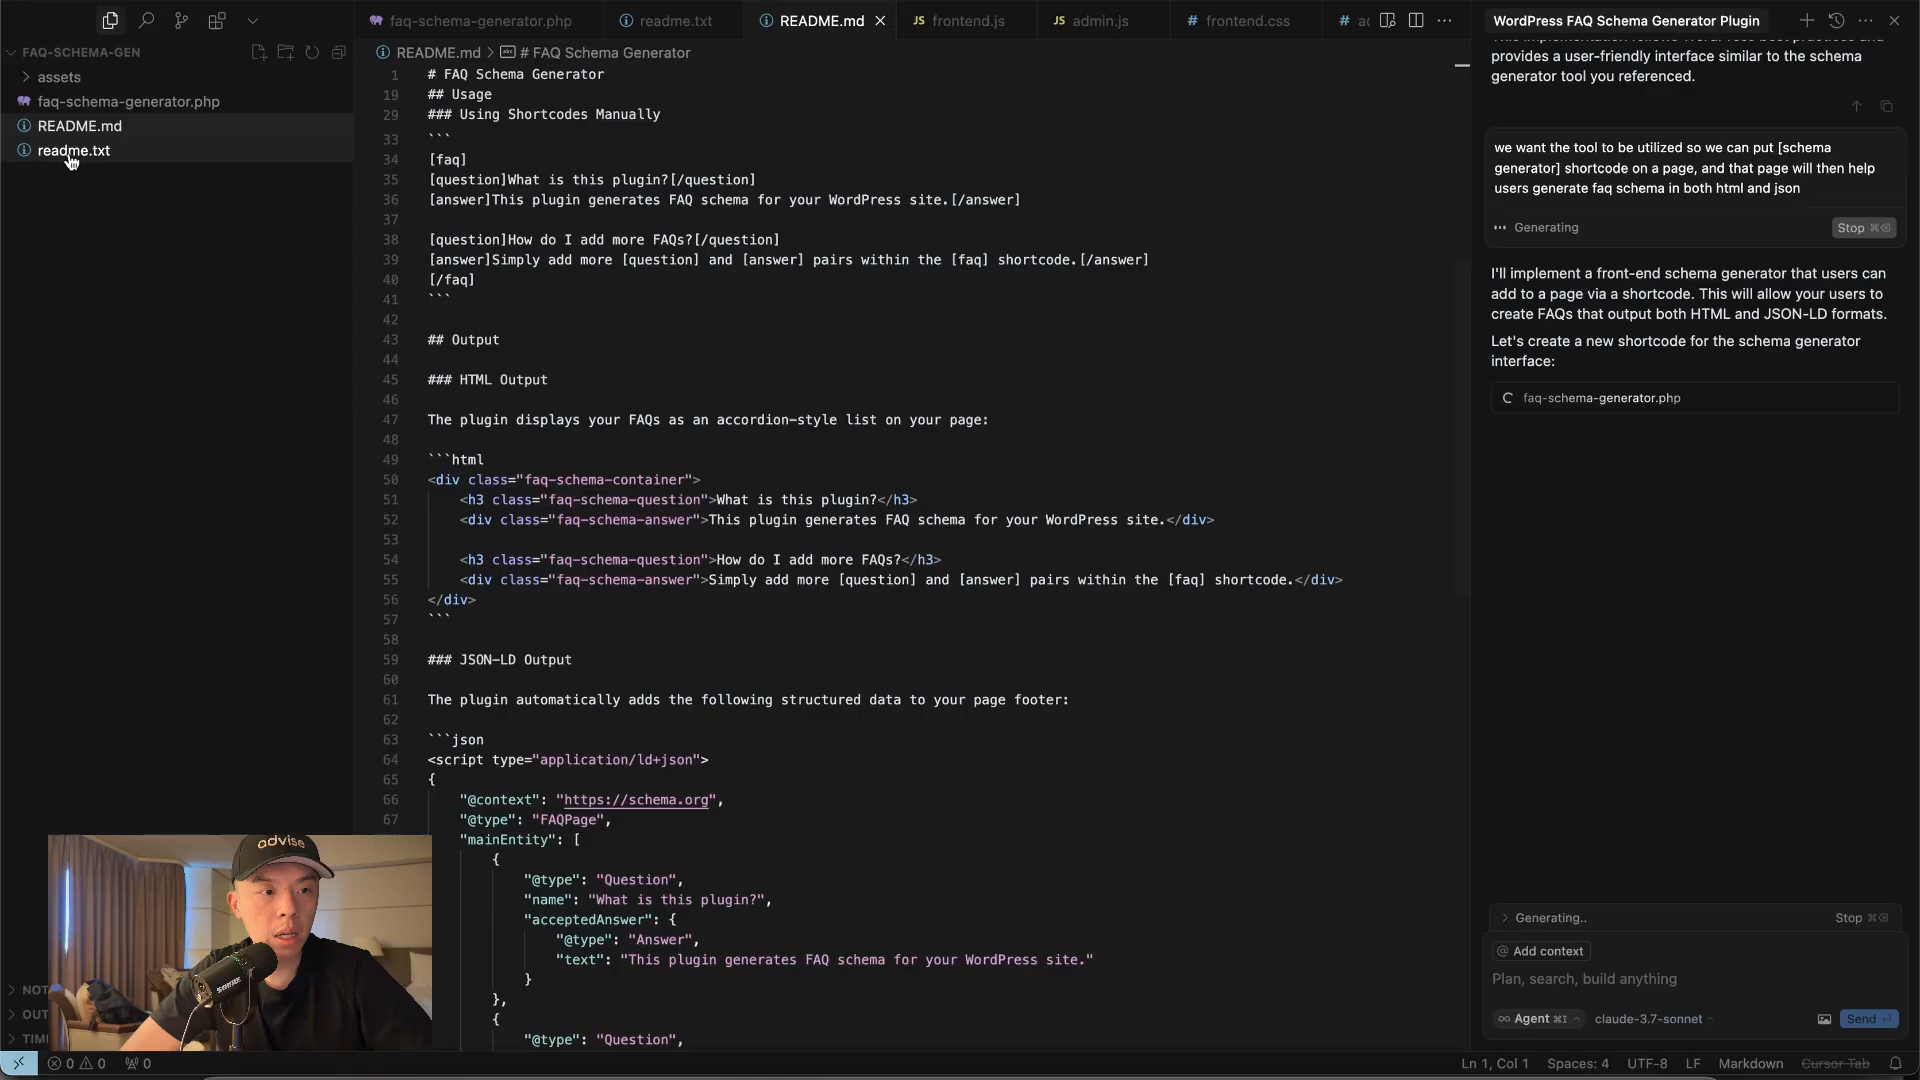 faq-schema-generator.php
readme.txt
README.md
JS frontend.js
JS admin.js
# frontend.css
#
WordPress FAQ Schema Generator Plugin
FAQ-SCHEMA-GEN
assets
faq-schema-generator.php
README.md
readme.txt
README.md > # FAQ Schema Generator
1 # FAQ Schema Generator
19 ## Usage
29 ### Using Shortcodes Manually
33 ```
34 [faq]
35 [question]What is this plugin?[/question]
36 [answer]This plugin generates FAQ schema for your WordPress site.[/answer]
37
38 [question]How do I add more FAQs?[/question]
39 [answer]Simply add more [question] and [answer] pairs within the [faq] shortcode.[/answer]
40 [/faq]
41 ```
42
43 ## Output
44
45 ### HTML Output
46
47 The plugin displays your FAQs as an accordion-style list on your page:
48
49 ```html
50 <div class="faq-schema-container">
51 <h3 class="faq-schema-question">What is this plugin?</h3>
52 <div class="faq-schema-answer">This plugin generates FAQ schema for your WordPress site.</div>
53
54 <h3 class="faq-schema-question">How do I add more FAQs?</h3>
55 <div class="faq-schema-answer">Simply add more [question] and [answer] pairs within the [faq] shortcode.</div>
56 </div>
57 ```
58
59 ### JSON-LD Output
60
61 The plugin automatically adds the following structured data to your page footer:
62
63 ```json
64 <script type="application/ld+json">
65 {
66 "@context": "https://schema.org",
67 "@type": "FAQPage",
"mainEntity": [
{
"@type": "Question",
"name": "What is this plugin?",
"acceptedAnswer": {
"@type": "Answer",
"text": "This plugin generates FAQ schema for your WordPress site."
}
},
{
"@type": "Question",
provides a user-friendly interface similar to the schema
generator tool you referenced.
we want the tool to be utilized so we can put [schema
generator] shortcode on a page, and that page will then help
users generate faq schema in both html and json
Generating
Stop ⌘⌫
I'll implement a front-end schema generator that users can
add to a page via a shortcode. This will allow your users to
create FAQs that output both HTML and JSON-LD formats.
Let's create a new shortcode for the schema generator
interface:
faq-schema-generator.php
Generating..
Stop ⌘⌫
@ Add context
Plan, search, build anything
∞ Agent ⌘I
claude-3.7-sonnet
Send
advise
SHURE
NOT
OUT
TIM
0 0
0
Ln 1, Col 1
Spaces: 4
UTF-8
LF
Markdown
Cursor Tab